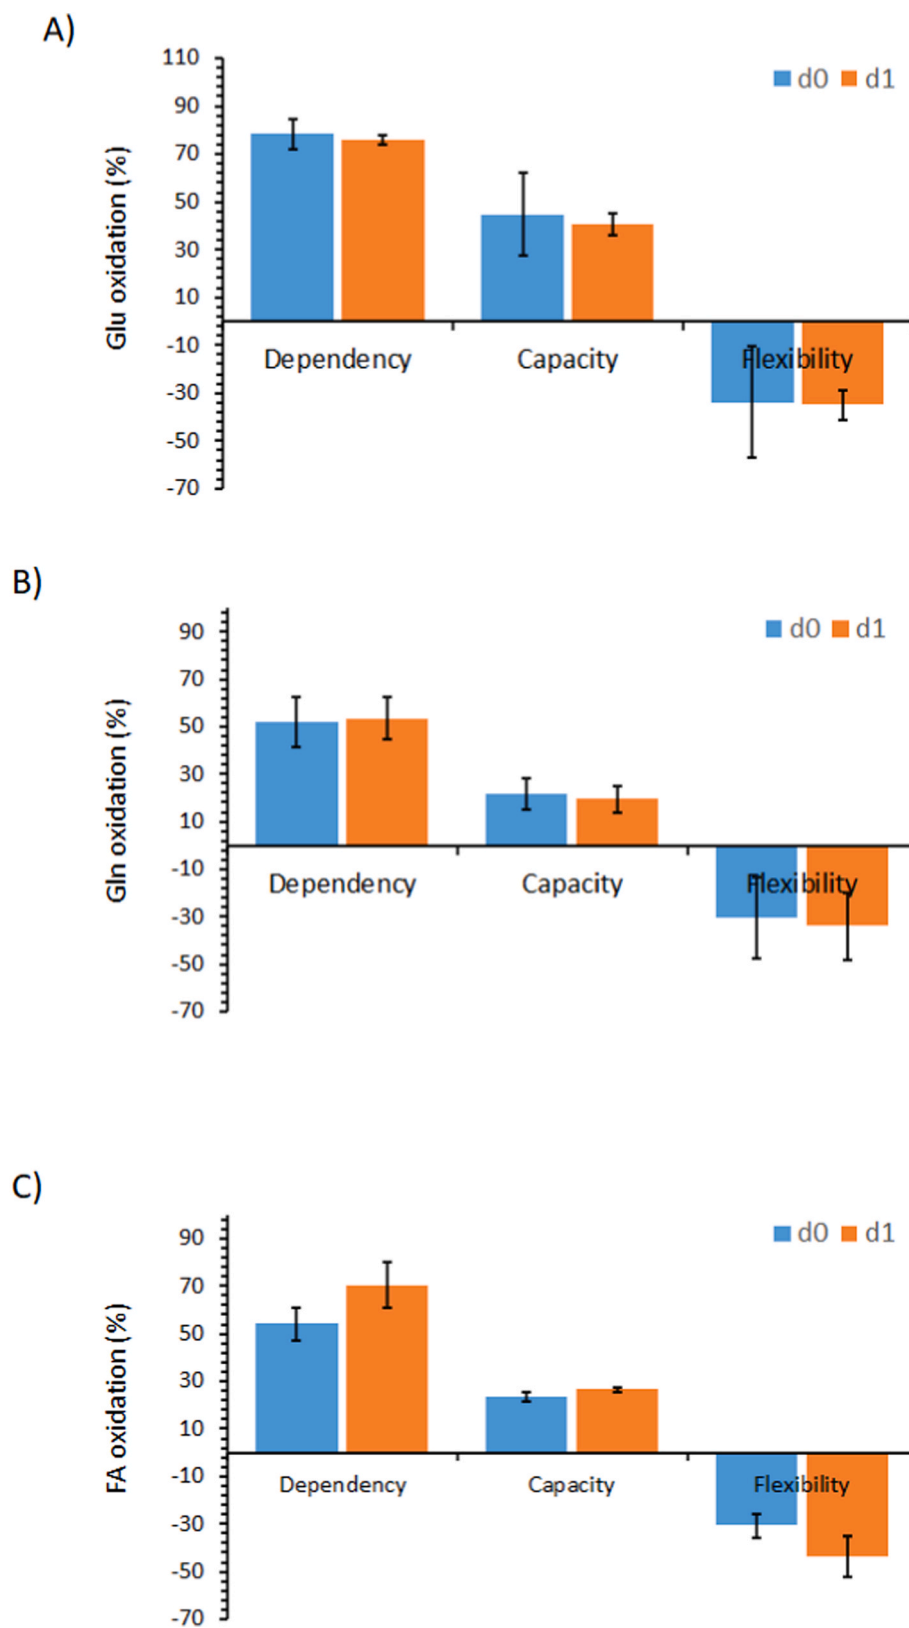 A)
110
d0 d1
90
70
50
30
10
-10
-30
-50
-70
Glu oxidation (%)
Dependency Capacity Flexibility
B)
90
d0 d1
70
50
30
10
-10
-30
-50
-70
Gln oxidation (%)
Dependency Capacity Flexibility
C)
90
d0 d1
70
50
30
10
-10
-30
-50
-70
FA oxidation (%)
Dependency Capacity Flexibility